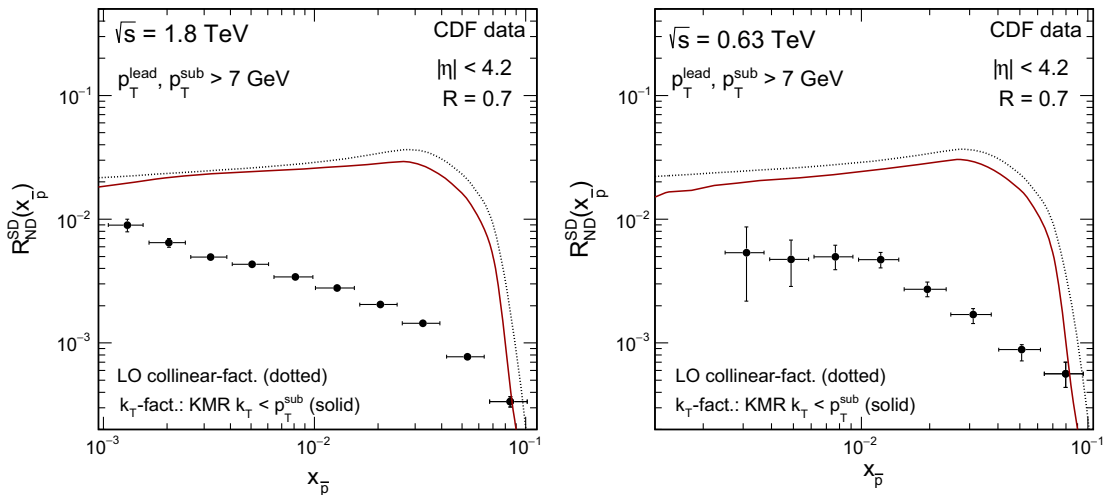 √s = 1.8 TeV
CDF data
p_T^lead, p_T^sub > 7 GeV
|η| < 4.2
R = 0.7
10⁻¹
10⁻²
10⁻³
R_ND^SD(x_p̄)
LO collinear-fact. (dotted)
k_T-fact.: KMR k_T < p_T^sub (solid)
10⁻³
10⁻²
10⁻¹
x_p̄
√s = 0.63 TeV
CDF data
p_T^lead, p_T^sub > 7 GeV
|η| < 4.2
R = 0.7
10⁻¹
10⁻²
10⁻³
R_ND^SD(x_p̄)
LO collinear-fact. (dotted)
k_T-fact.: KMR k_T < p_T^sub (solid)
10⁻²
10⁻¹
x_p̄